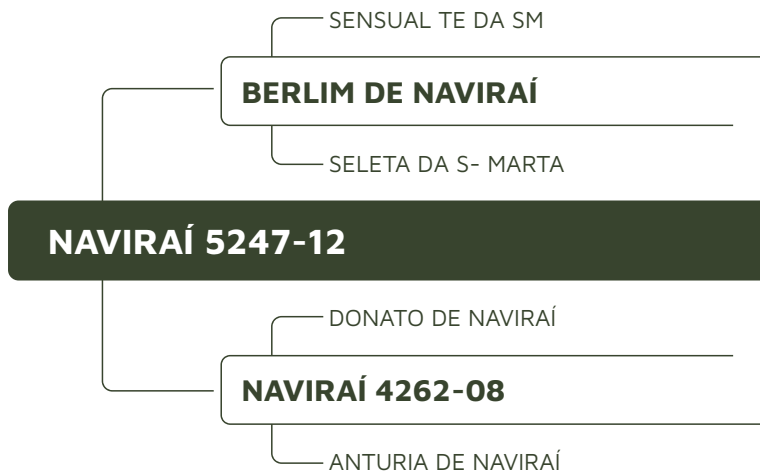 SENSUAL TE DA SM
BERLIM DE NAVIRAÍ
SELETA DA S- MARTA
NAVIRAÍ 5247-12
DONATO DE NAVIRAÍ
NAVIRAÍ 4262-08
ANTURIA DE NAVIRAÍ